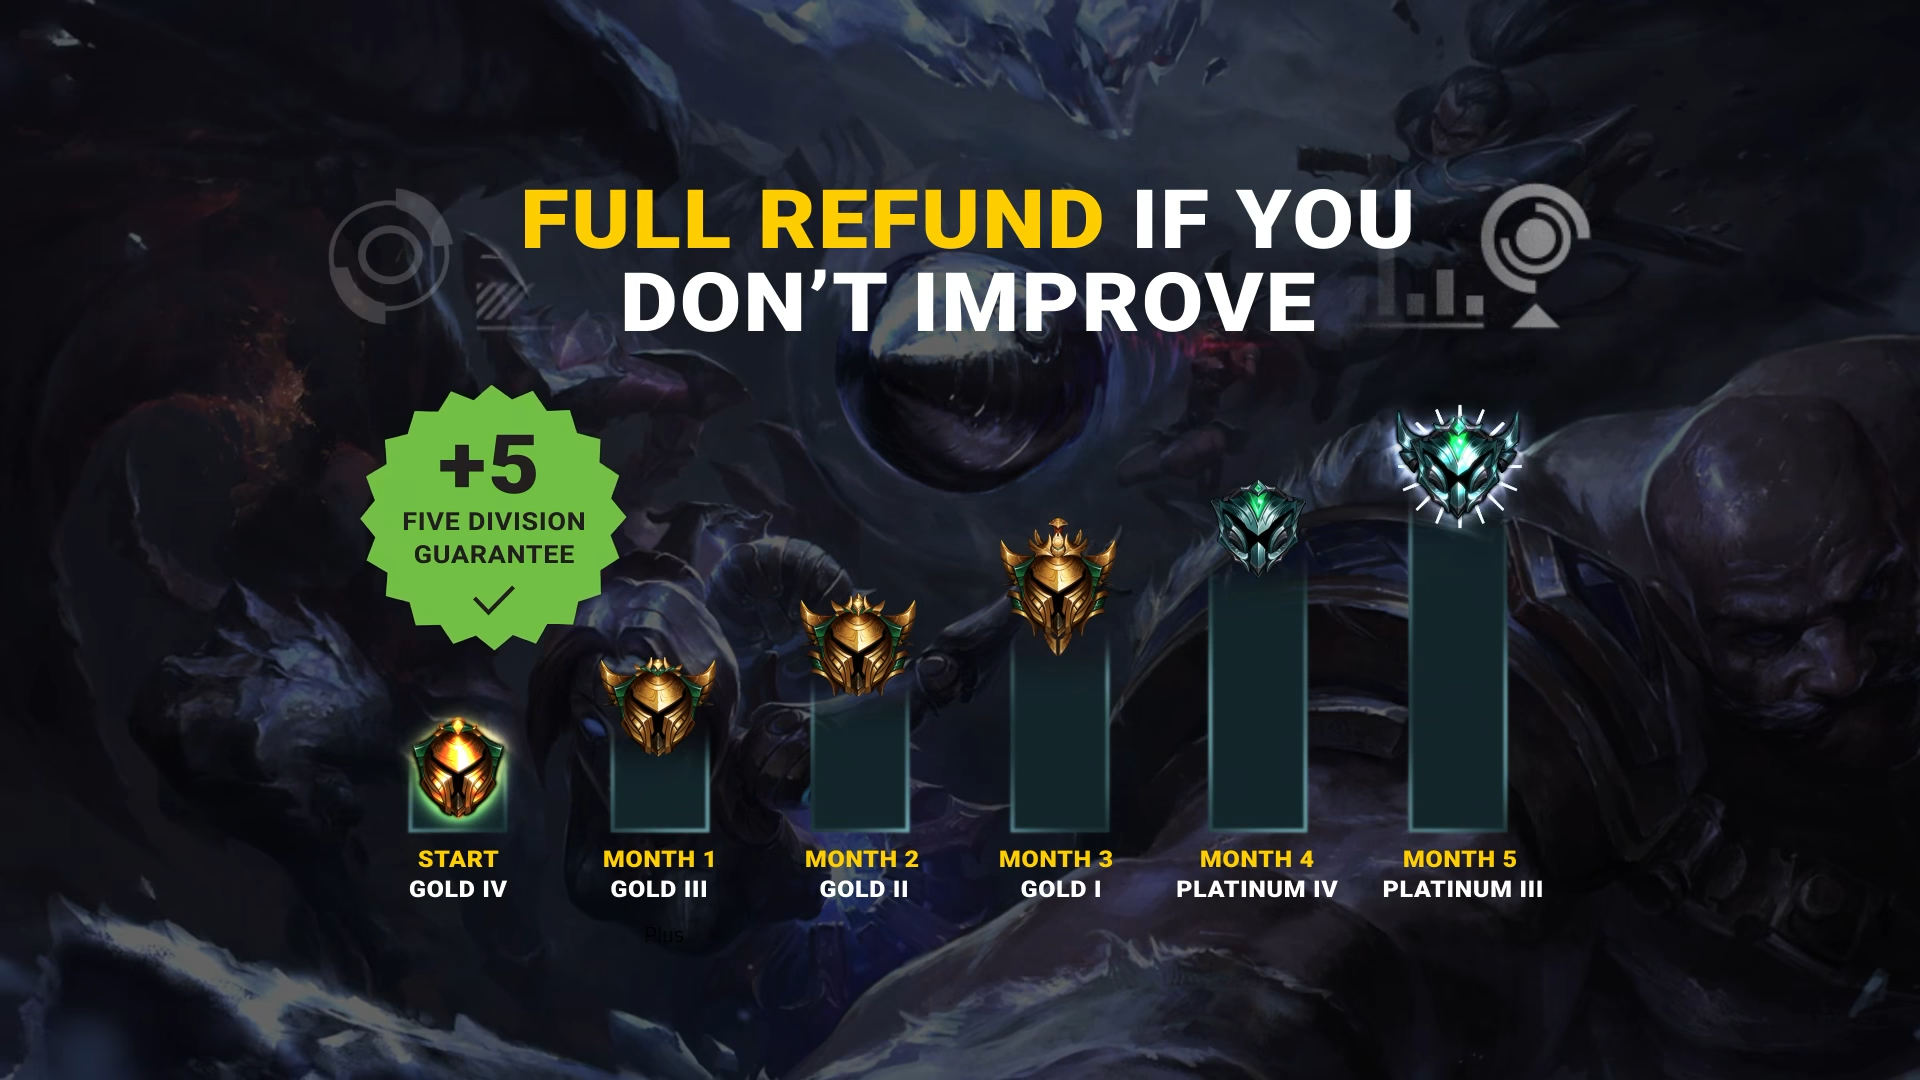 FULL REFUND IF YOU
DON’T IMPROVE
+5
FIVE DIVISION
GUARANTEE
START
GOLD IV
MONTH 1
GOLD III
MONTH 2
GOLD II
MONTH 3
GOLD I
MONTH 4
PLATINUM IV
MONTH 5
PLATINUM III
Plus